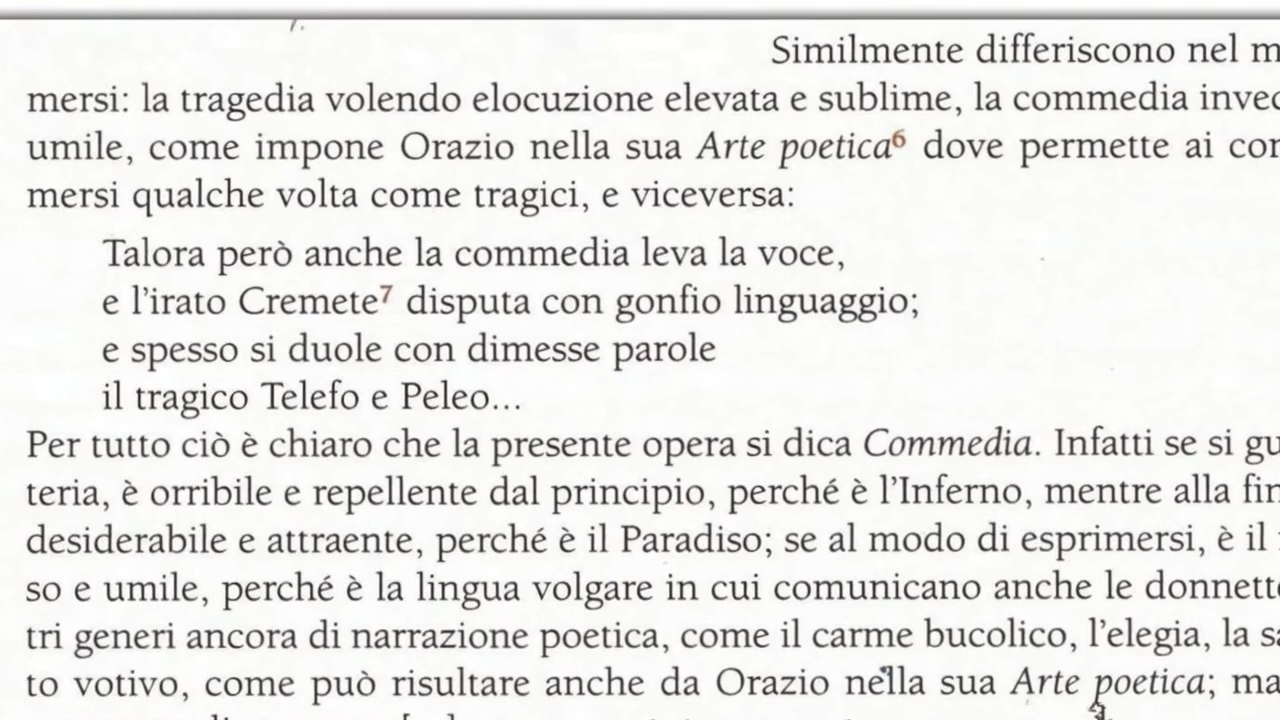 Similmente differiscono nel m
mersi: la tragedia volendo elocuzione elevata e sublime, la commedia invec
umile, come impone Orazio nella sua Arte poetica6 dove permette ai cor
mersi qualche volta come tragici, e viceversa:
Talora però anche la commedia leva la voce,
e l'irato Cremete7 disputa con gonfio linguaggio;
e spesso si duole con dimesse parole
il tragico Telefo e Peleo...
Per tutto ciò è chiaro che la presente opera si dica Commedia. Infatti se si gu
teria, è orribile e repellente dal principio, perché è l'Inferno, mentre alla fin
desiderabile e attraente, perché è il Paradiso; se al modo di esprimersi, è il
so e umile, perché è la lingua volgare in cui comunicano anche le donnette
tri generi ancora di narrazione poetica, come il carme bucolico, l'elegia, la sa
to votivo, come può risultare anche da Orazio nella sua Arte poetica; ma